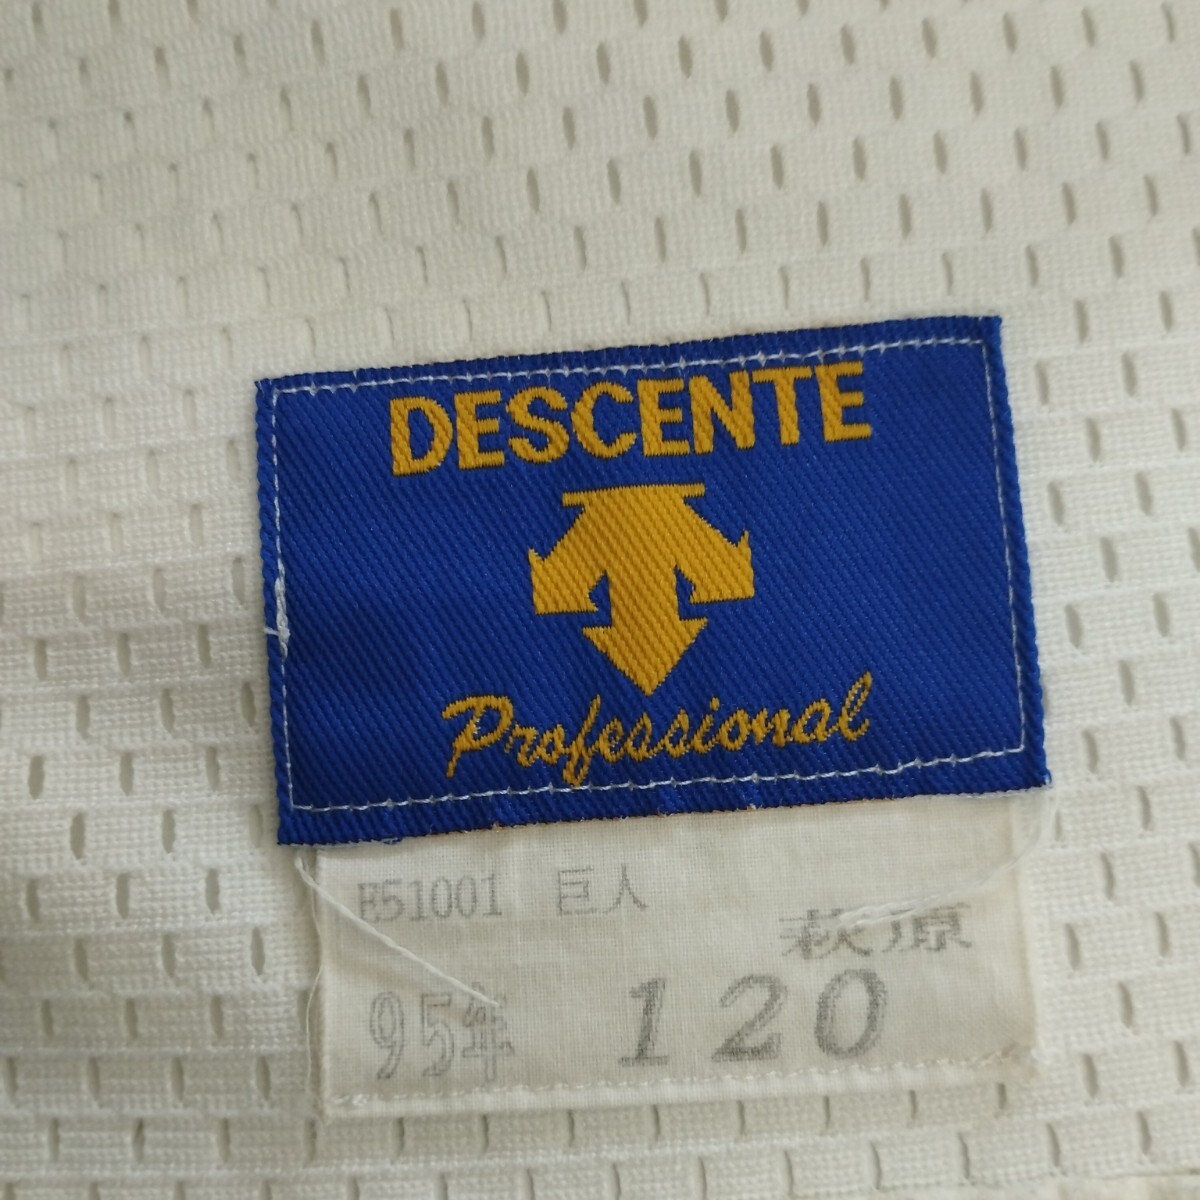 DESCENTE
Professional
B51001 巨人
萩原
95年 120